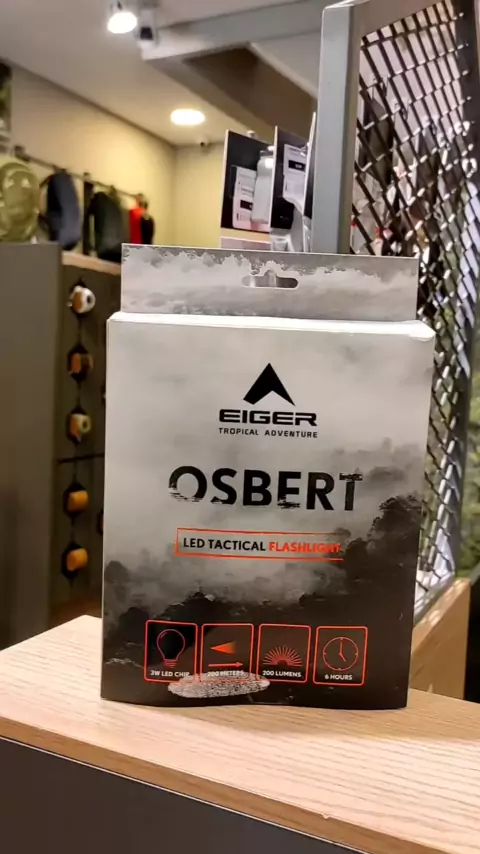 EIGER
TROPICAL ADVENTURE
OSBERT
LED TACTICAL FLASHLIGHT
3W LED CHIP
200 METERS
200 LUMENS
6 HOURS